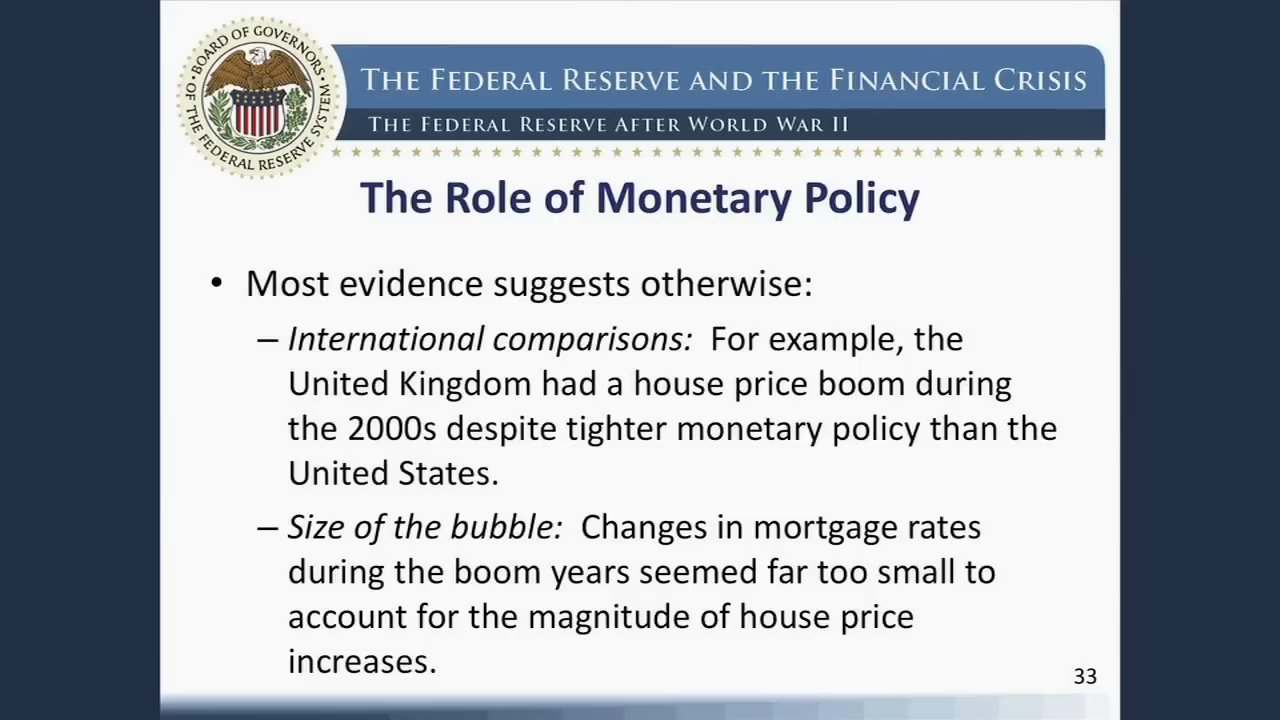 BOARD OF GOVERNORS
OF THE FEDERAL RESERVE SYSTEM
THE FEDERAL RESERVE AND THE FINANCIAL CRISIS
THE FEDERAL RESERVE AFTER WORLD WAR II
The Role of Monetary Policy
• Most evidence suggests otherwise:
– International comparisons: For example, the
United Kingdom had a house price boom during
the 2000s despite tighter monetary policy than the
United States.
– Size of the bubble: Changes in mortgage rates
during the boom years seemed far too small to
account for the magnitude of house price
increases.
33